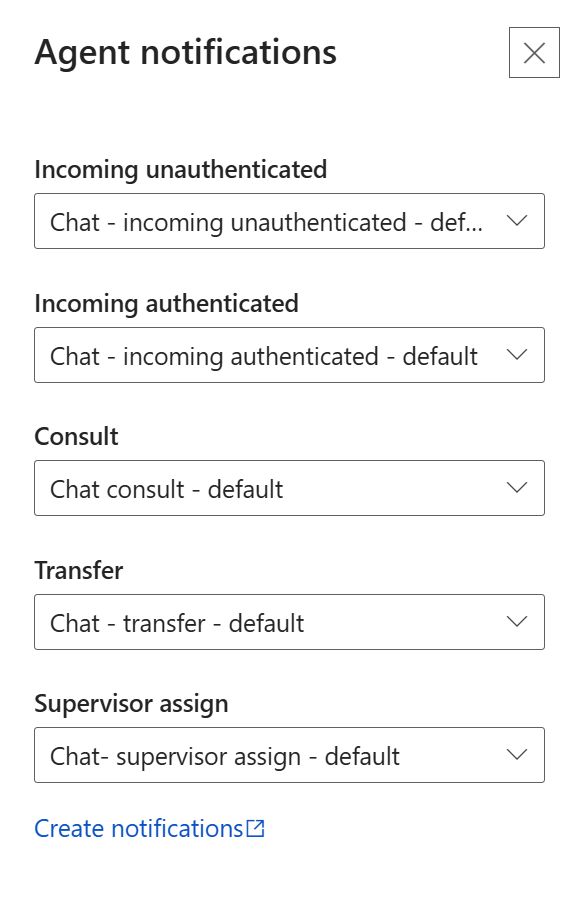 Agent notifications
Incoming unauthenticated
Chat - incoming unauthenticated - def...
Incoming authenticated
Chat - incoming authenticated - default
Consult
Chat consult - default
Transfer
Chat - transfer - default
Supervisor assign
Chat- supervisor assign - default
Create notifications